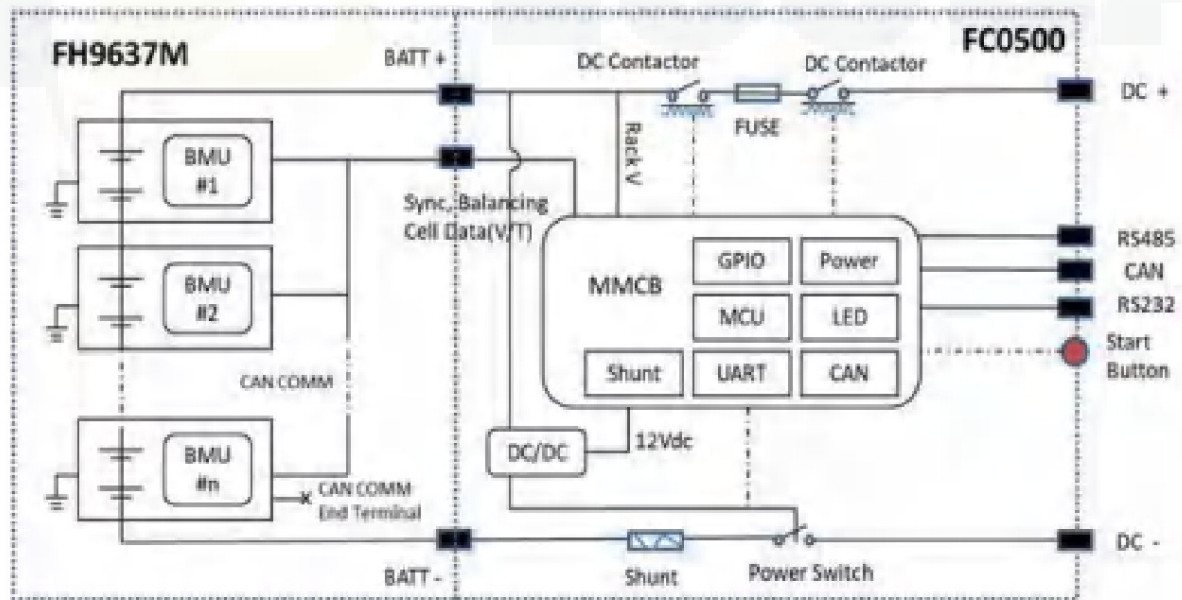 FH9637M
BATT +
DC Contactor
DC Contactor
FC0500
DC +
FUSE
Rack V
BMU
#1
Sync, Balancing
Cell Data(V/T)
RS485
CAN
RS232
Start
Button
MMCB
GPIO
Power
MCU
LED
Shunt
UART
CAN
BMU
#2
CAN COMM
BMU
#n
CAN COMM
End Terminal
DC/DC
12Vdc
BATT -
Shunt
Power Switch
DC -